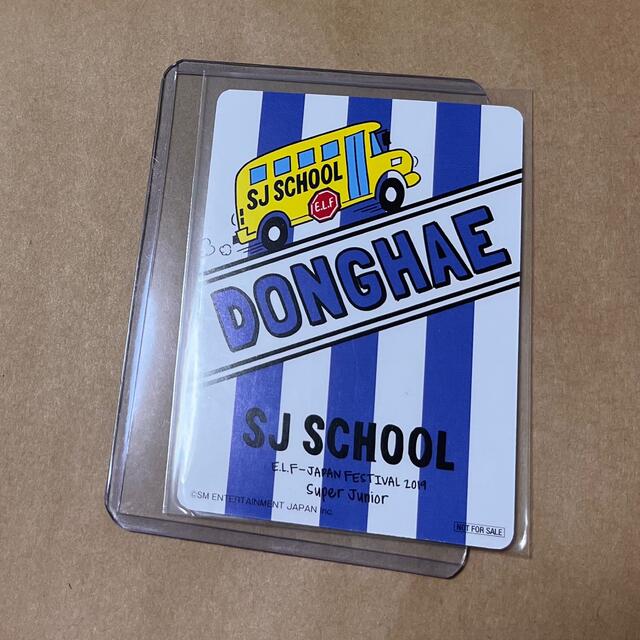 SJ SCHOOL
E.L.F
DONGHAE
SJ SCHOOL
E.L.F-JAPAN FESTIVAL 2019
Super Junior
©SM ENTERTAINMENT JAPAN Inc.
NOT FOR SALE